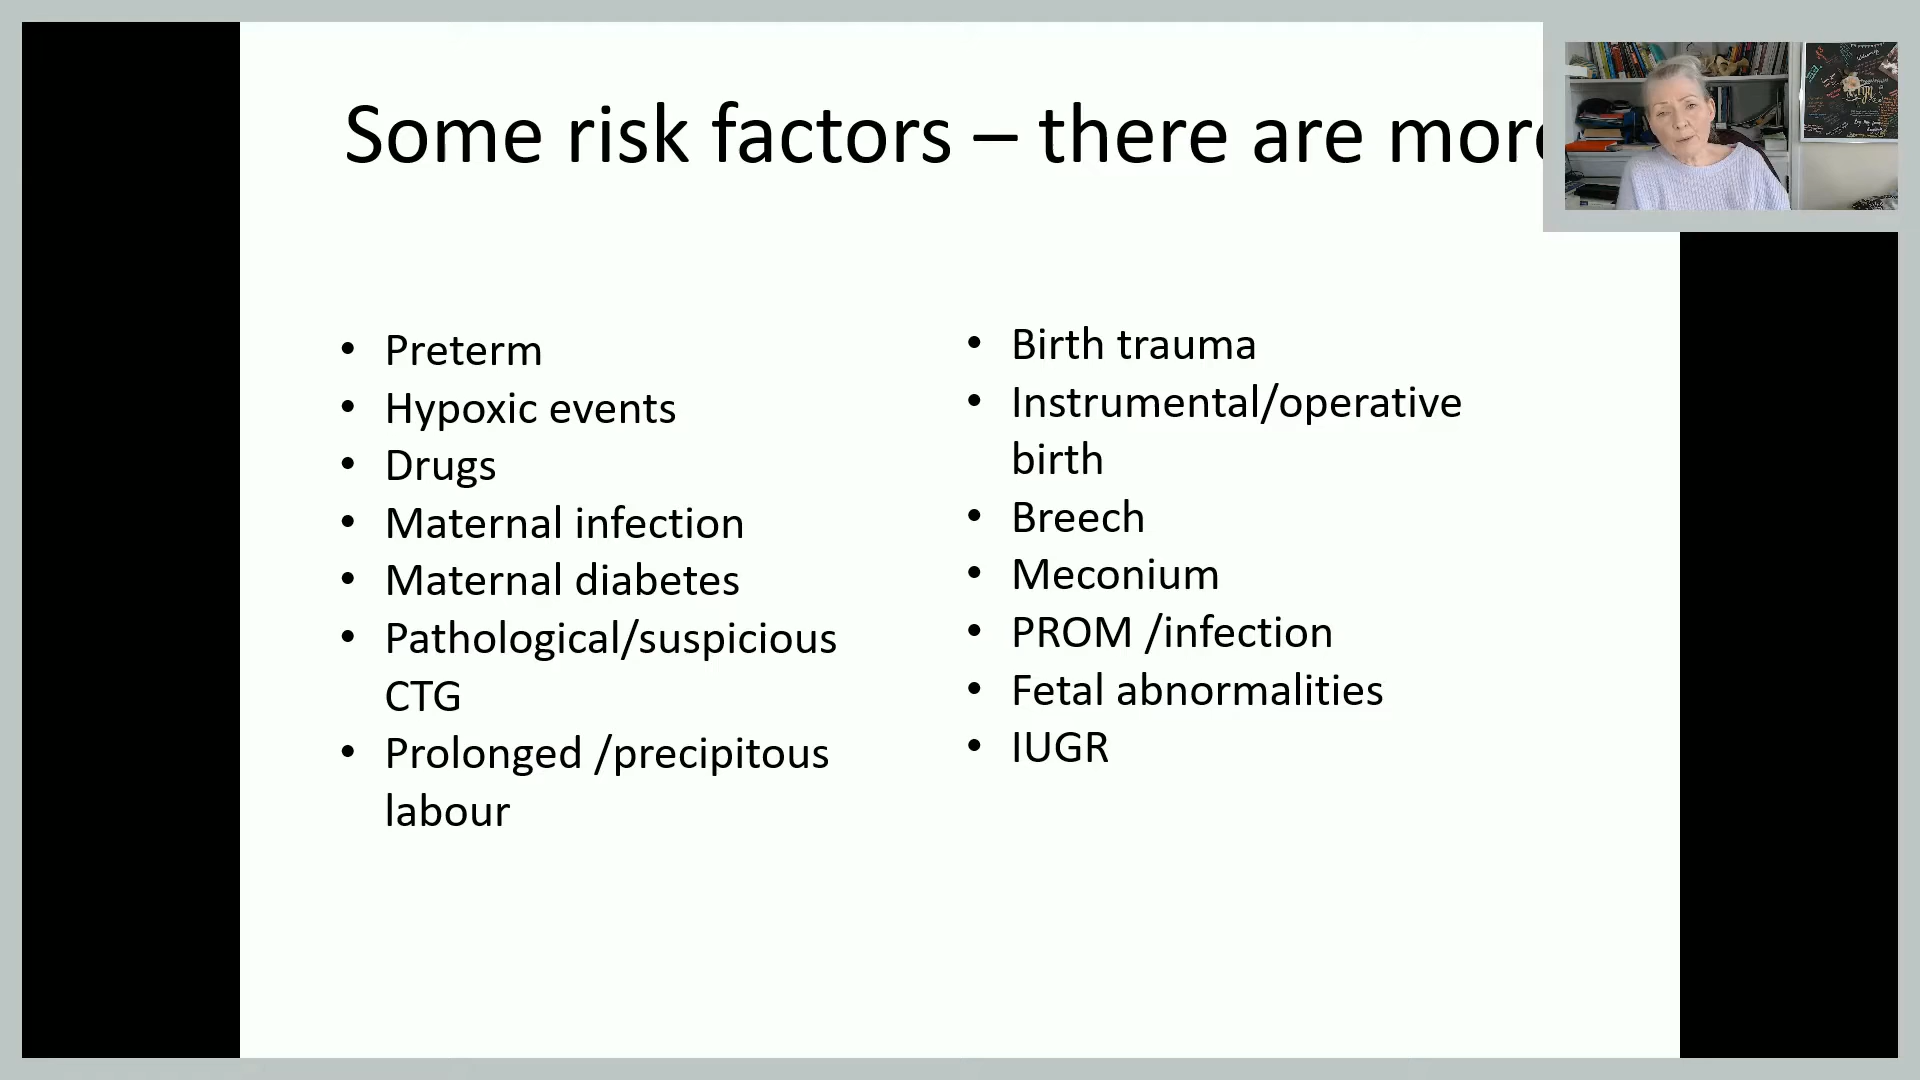 Some risk factors – there are more
• Preterm
• Hypoxic events
• Drugs
• Maternal infection
• Maternal diabetes
• Pathological/suspicious
CTG
• Prolonged /precipitous
labour
• Birth trauma
• Instrumental/operative
birth
• Breech
• Meconium
• PROM /infection
• Fetal abnormalities
• IUGR